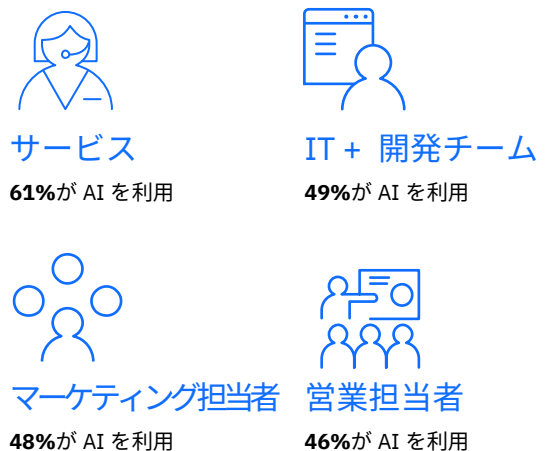 サービス
61%が AI を利用
IT + 開発チーム
49%が AI を利用
マーケティング担当者
48%が AI を利用
営業担当者
46%が AI を利用